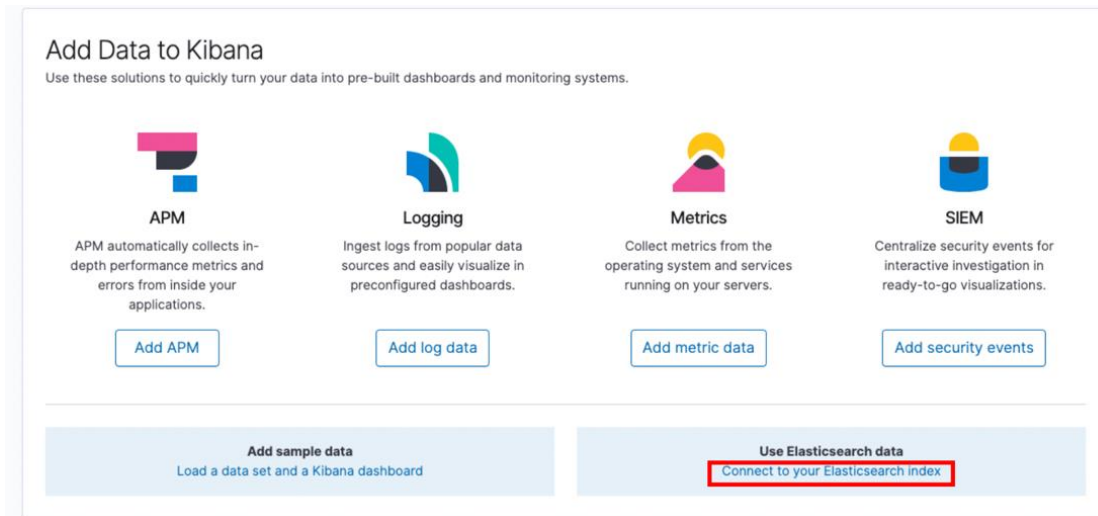 Add Data to Kibana
Use these solutions to quickly turn your data into pre-built dashboards and monitoring systems.
APM
APM automatically collects in-
depth performance metrics and
errors from inside your
applications.
Add APM
Logging
Ingest logs from popular data
sources and easily visualize in
preconfigured dashboards.
Add log data
Metrics
Collect metrics from the
operating system and services
running on your servers.
Add metric data
SIEM
Centralize security events for
interactive investigation in
ready-to-go visualizations.
Add security events
Add sample data
Load a data set and a Kibana dashboard
Use Elasticsearch data
Connect to your Elasticsearch index